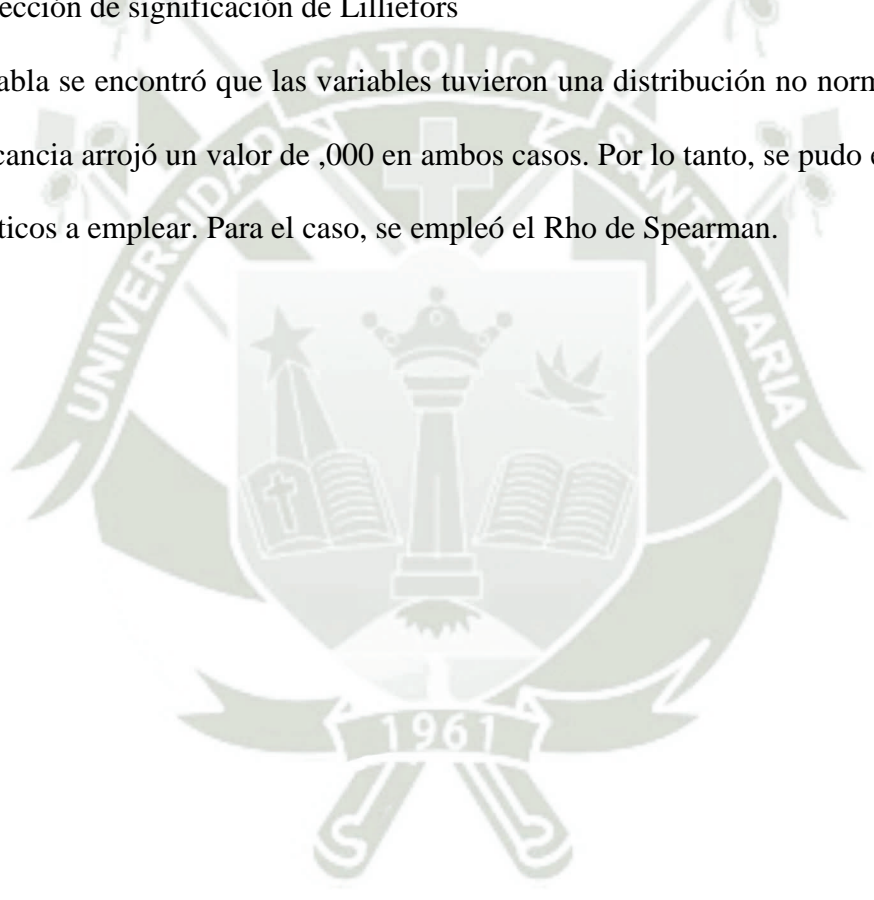 ección de significación de Lilliefors
abla se encontró que las variables tuvieron una distribución no norm
cancia arrojó un valor de ,000 en ambos casos. Por lo tanto, se pudo e
ticos a emplear. Para el caso, se empleó el Rho de Spearman.
UNIVERSIDAD CATOLICA SANTA MARIA
1961